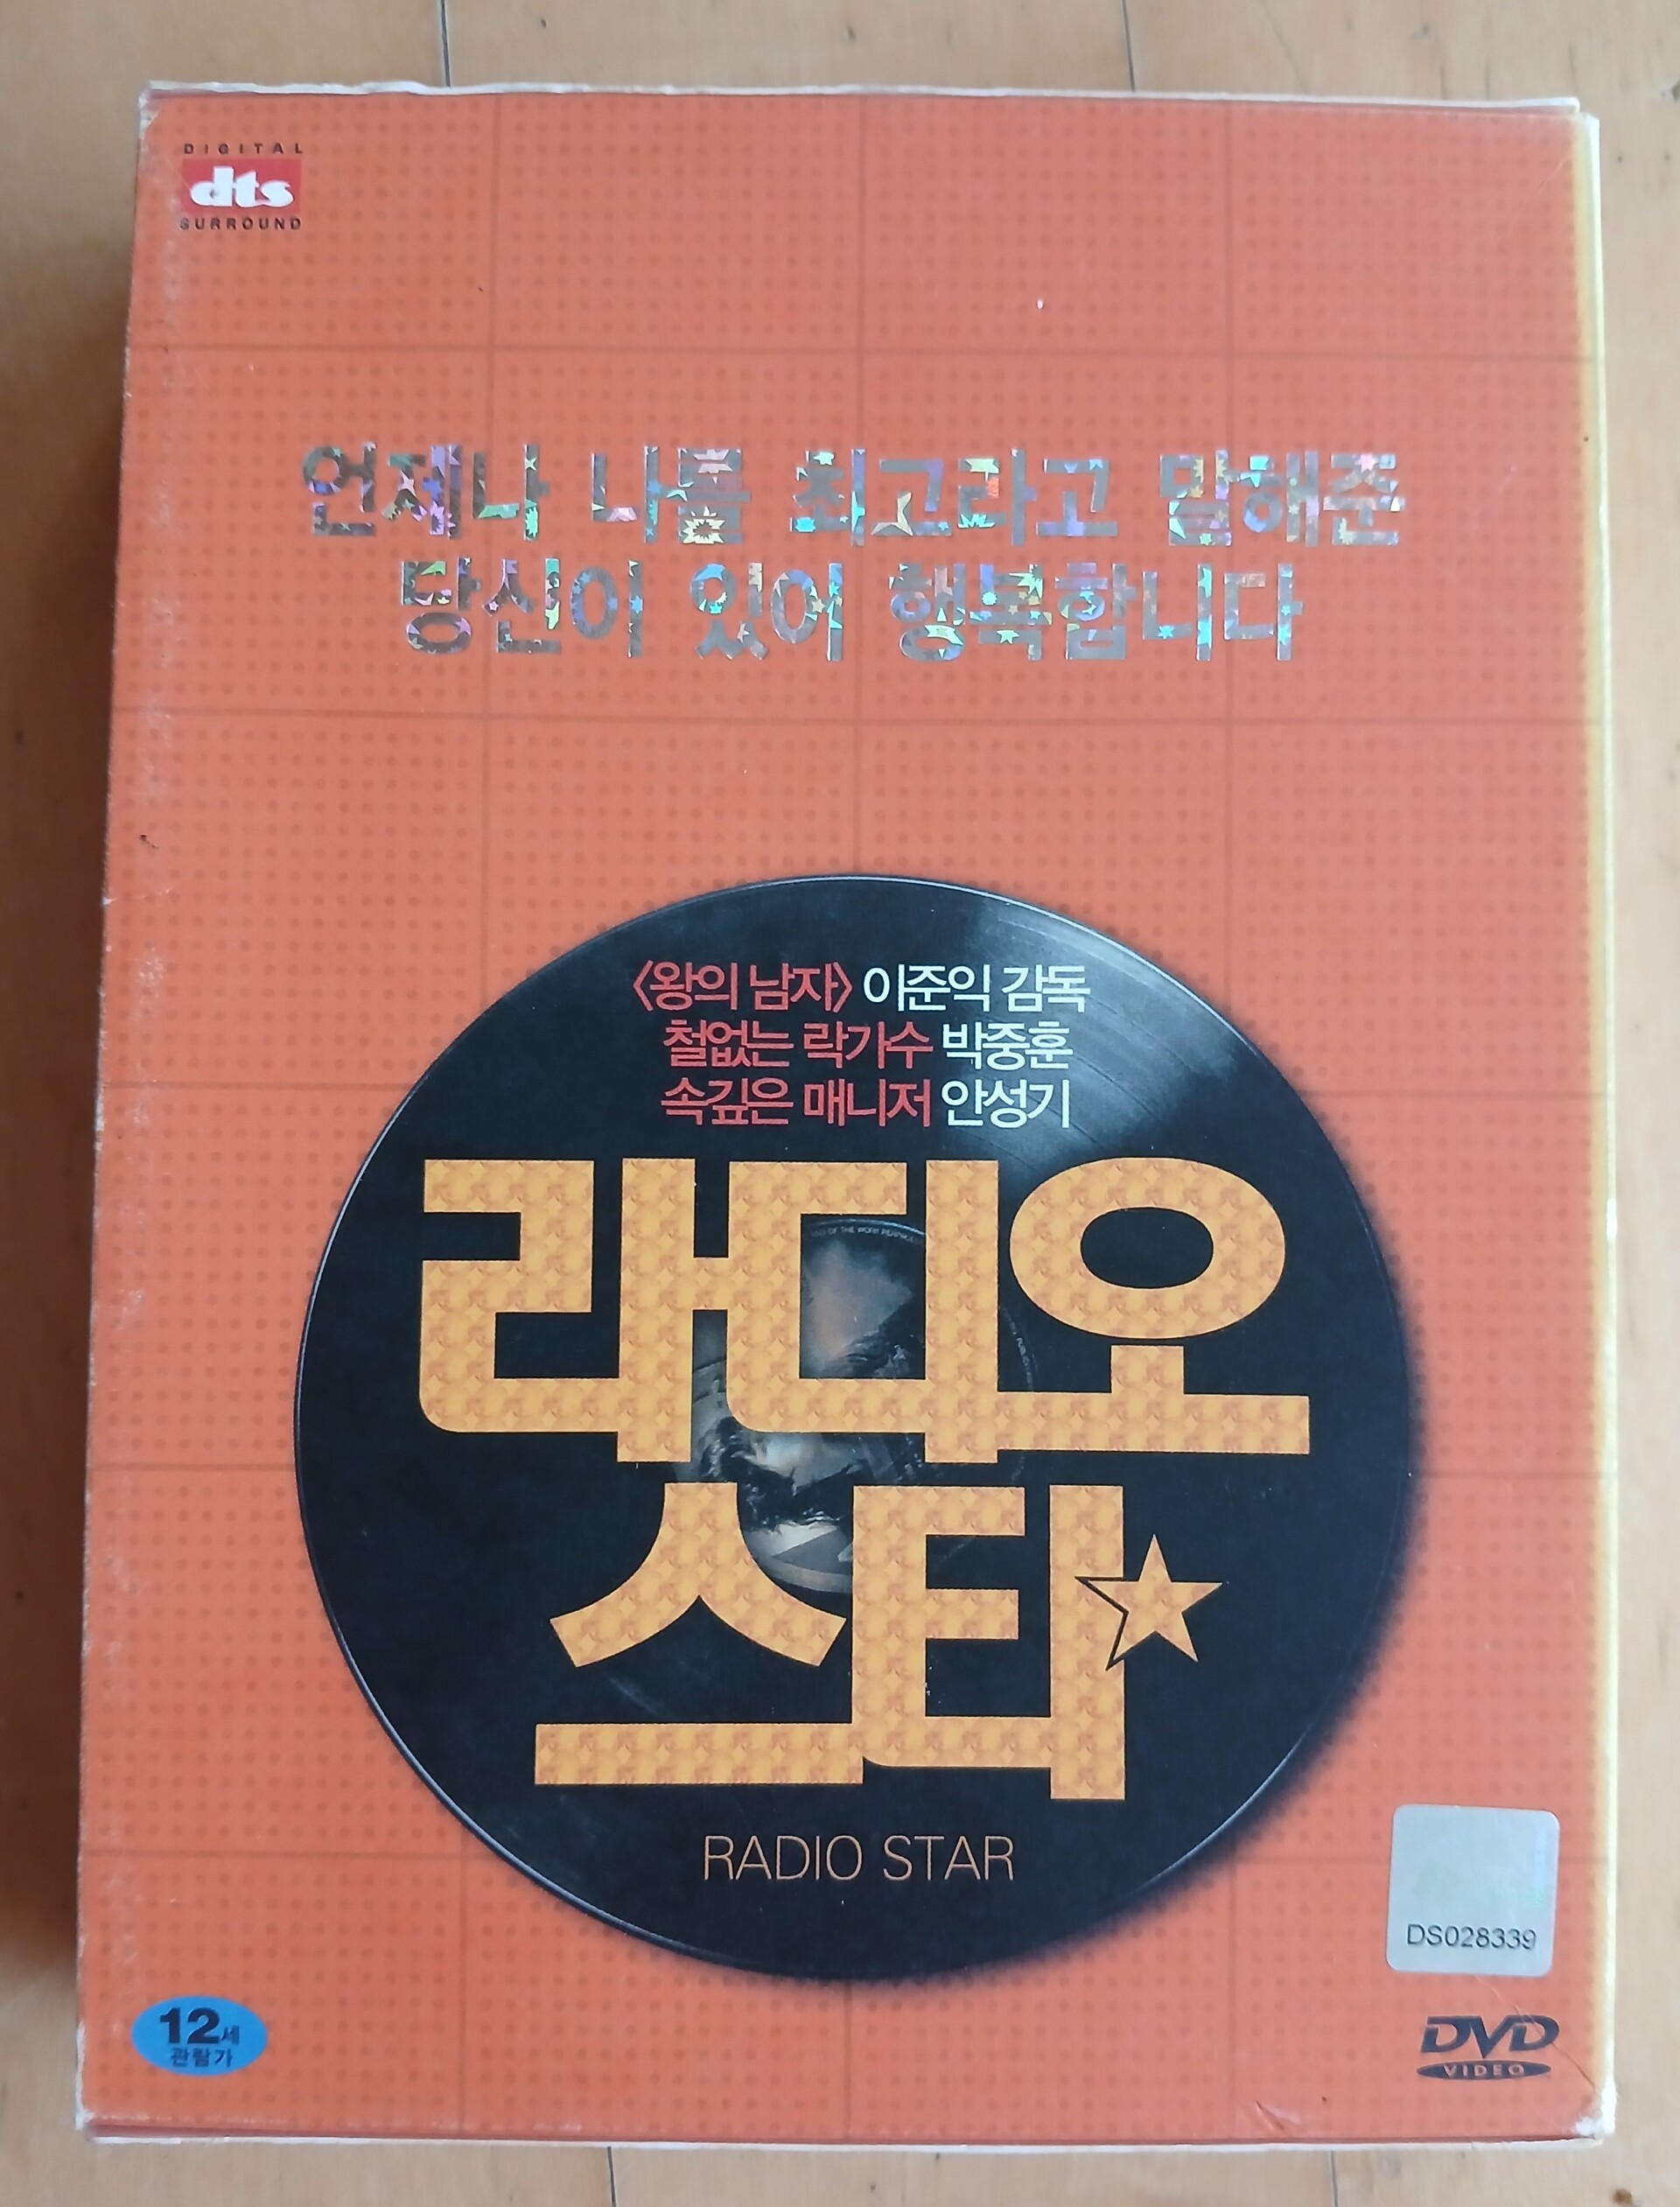 DIGITAL
dts
SURROUND
언제나 나를 최고라고 말해준
당신이 있어 행복합니다
<왕의 남자> 이준익 감독
철없는 락가수 박중훈
속깊은 매니저 안성기
라디오
스타
RADIO STAR
DS028339
12세
관람가
DVD
VIDEO